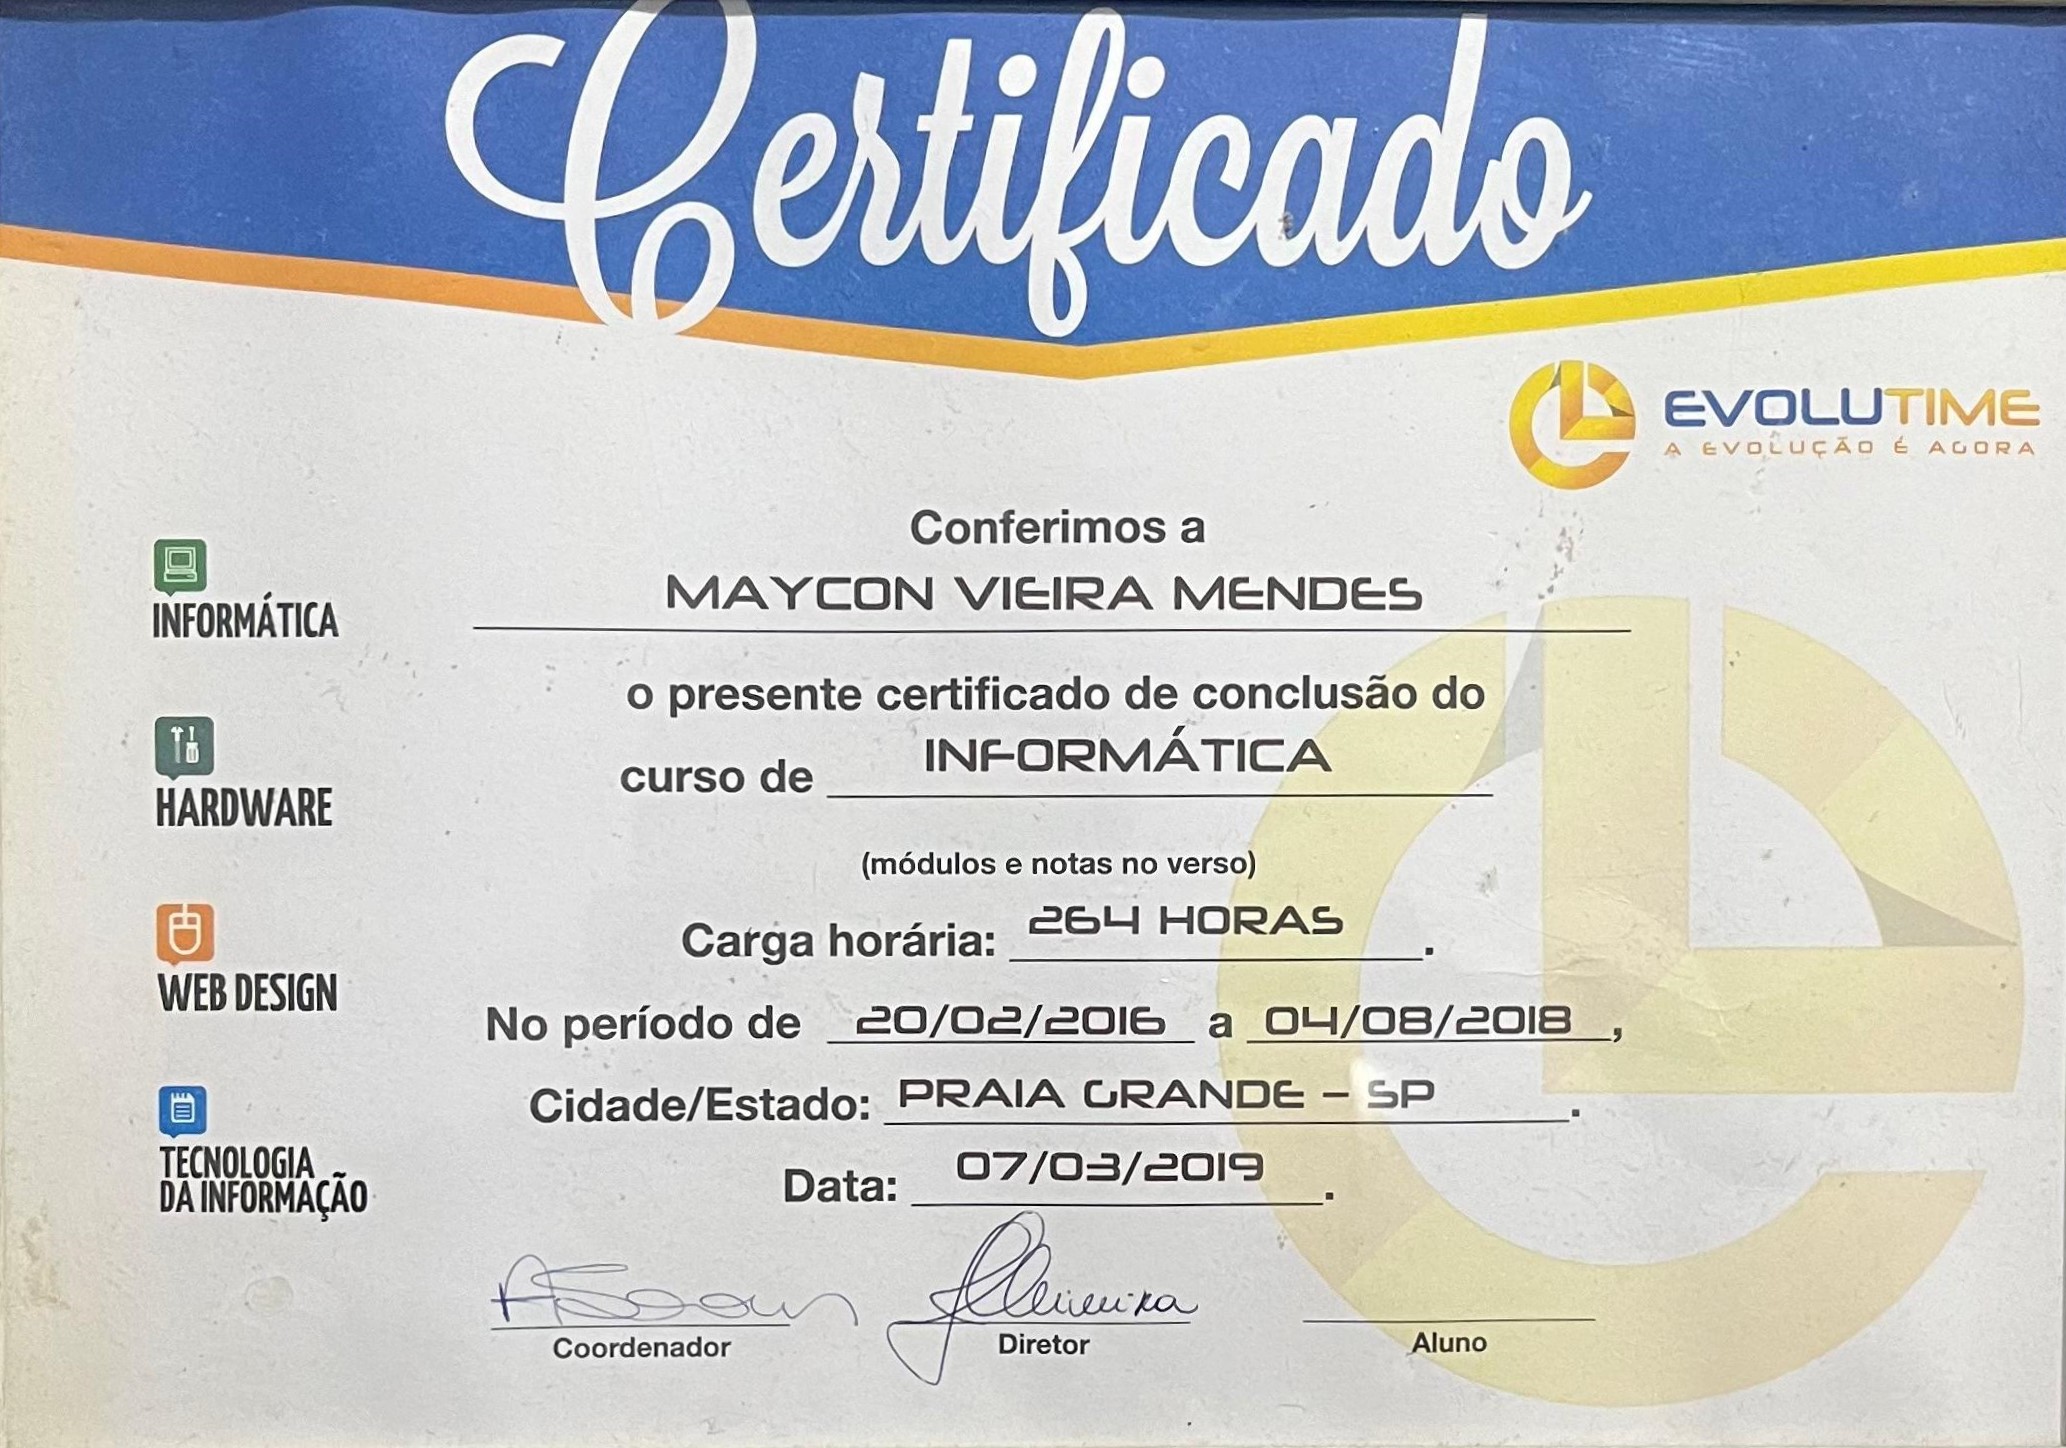 Certificado
EVOLUTIME
A EVOLUÇÃO É AGORA
Conferimos a
MAYCON VIEIRA MENDES
o presente certificado de conclusão do
curso de INFORMÁTICA
(módulos e notas no verso)
Carga horária: 264 HORAS.
No período de 20/02/2016 a 04/08/2018,
Cidade/Estado: PRAIA GRANDE – SP.
Data: 07/03/2019.
Coordenador
Diretor
Aluno
INFORMÁTICA
HARDWARE
WEB DESIGN
TECNOLOGIA
DA INFORMAÇÃO